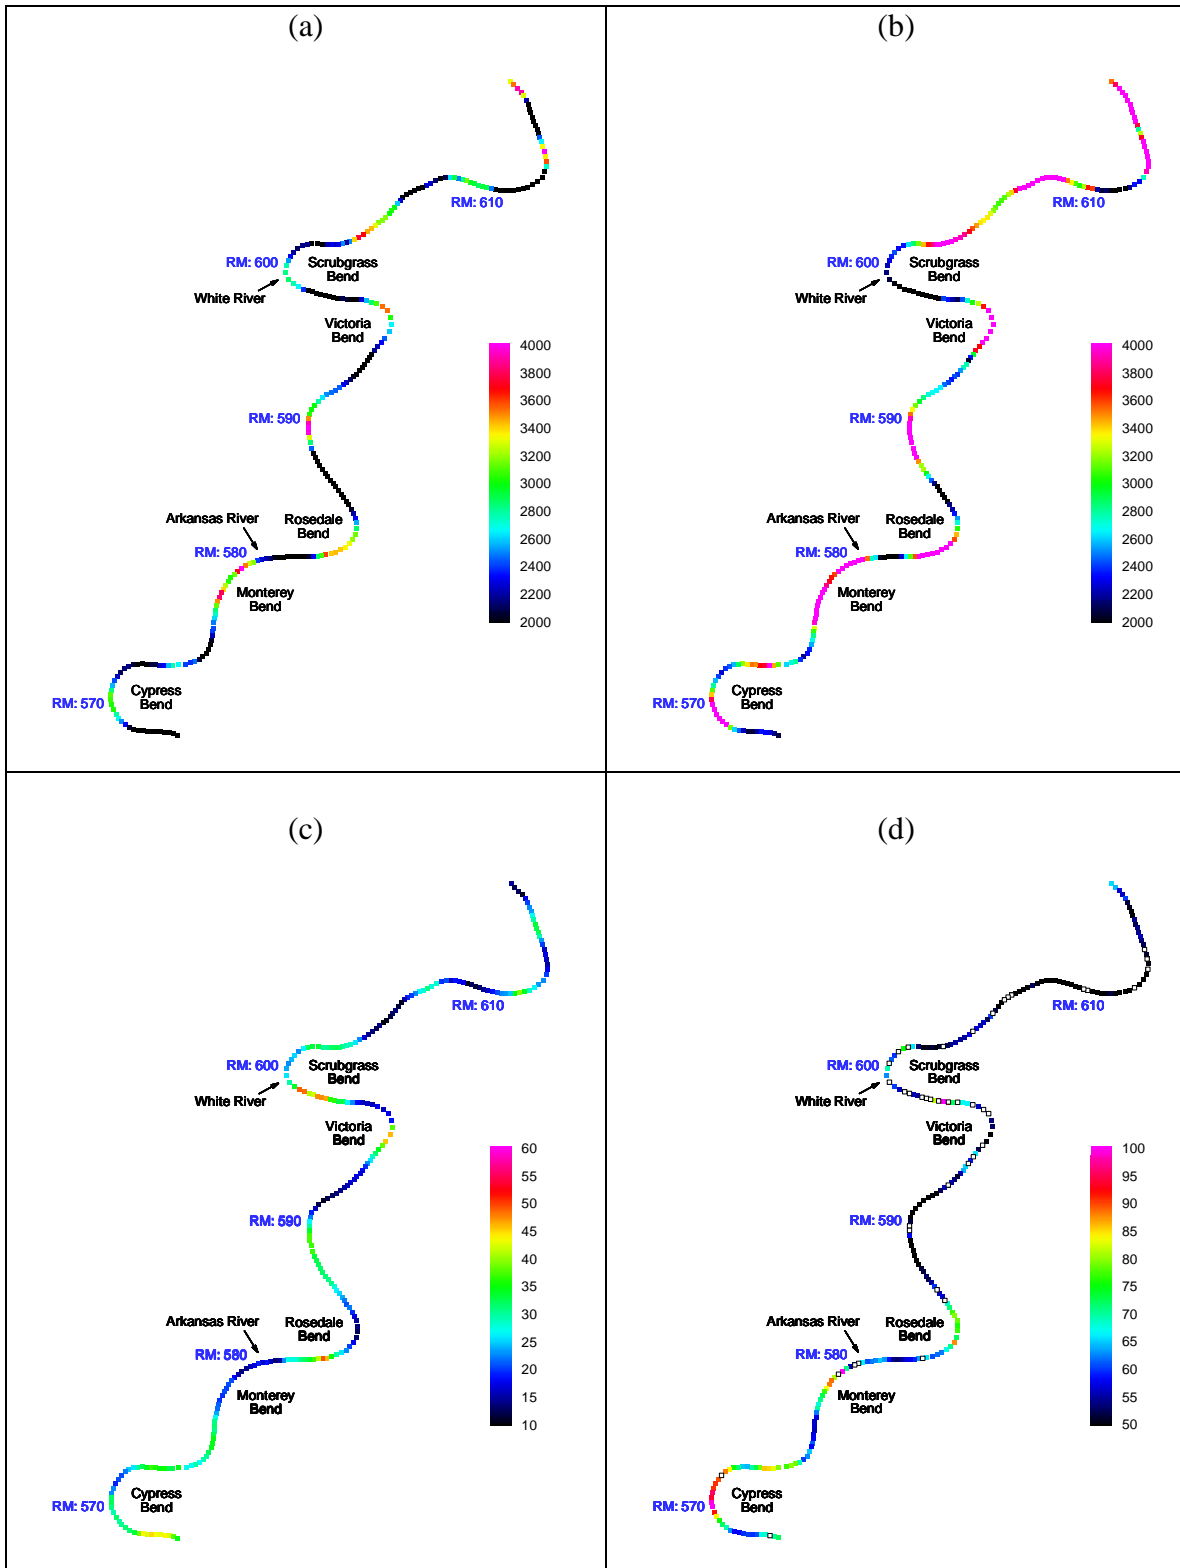 (a)
RM: 610
RM: 600
Scrubgrass
Bend
White River
Victoria
Bend
RM: 590
Arkansas River
Rosedale
Bend
RM: 580
Monterey
Bend
Cypress
Bend
RM: 570
4000
3800
3600
3400
3200
3000
2800
2600
2400
2200
2000
(b)
RM: 610
RM: 600
Scrubgrass
Bend
White River
Victoria
Bend
RM: 590
Arkansas River
Rosedale
Bend
RM: 580
Monterey
Bend
Cypress
Bend
RM: 570
4000
3800
3600
3400
3200
3000
2800
2600
2400
2200
2000
(c)
RM: 610
RM: 600
Scrubgrass
Bend
White River
Victoria
Bend
RM: 590
Arkansas River
Rosedale
Bend
RM: 580
Monterey
Bend
Cypress
Bend
RM: 570
60
55
50
45
40
35
30
25
20
15
10
(d)
RM: 610
RM: 600
Scrubgrass
Bend
White River
Victoria
Bend
RM: 590
Arkansas River
Rosedale
Bend
RM: 580
Monterey
Bend
Cypress
Bend
RM: 570
100
95
90
85
80
75
70
65
60
55
50